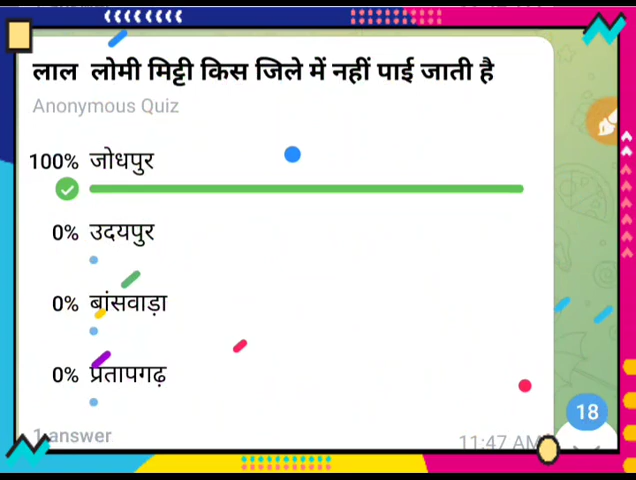 लाल लोमी मिट्टी किस जिले में नहीं पाई जाती है
Anonymous Quiz
100% जोधपुर
0% उदयपुर
0% बांसवाड़ा
0% प्रतापगढ़
18
1 answer
11:47 AM